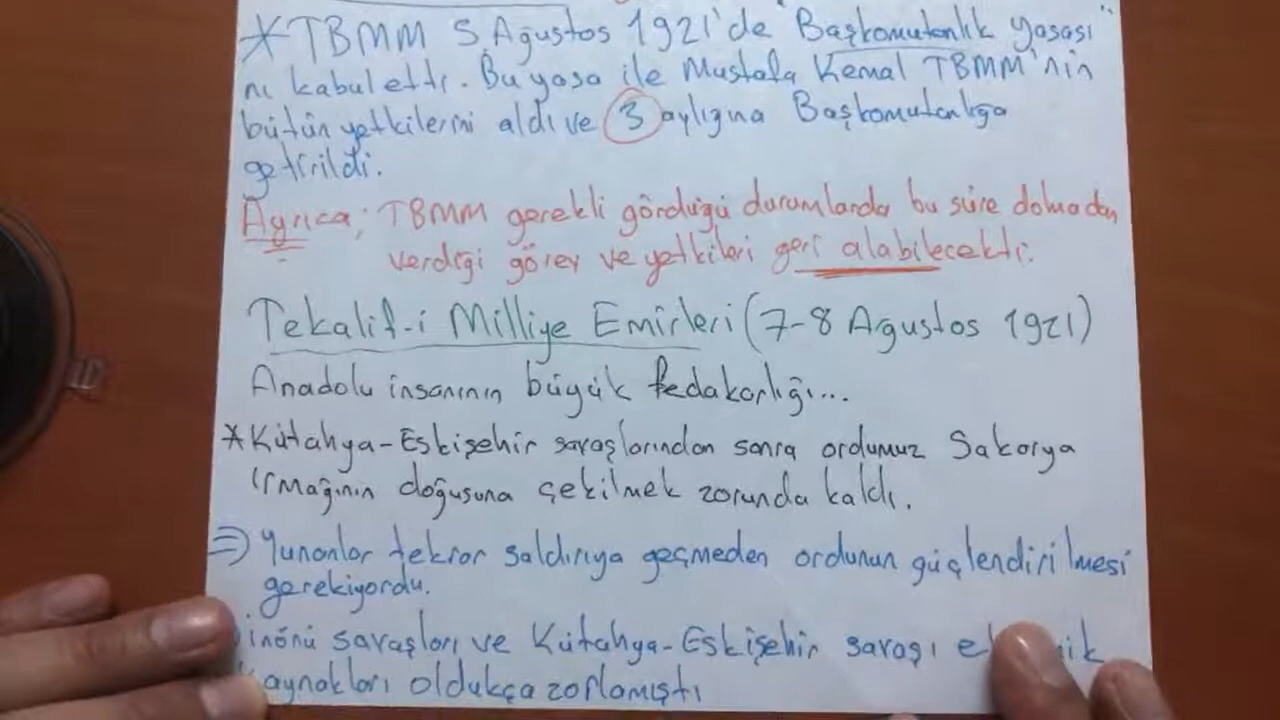 *TBMM 5 Ağustos 1921'de "Başkomutanlık yasası"
nı kabul etti. Bu yasa ile Mustafa Kemal TBMM'nin
bütün yetkilerini aldı ve 3 aylığına Başkomutanlığa
getirildi.
Ayrıca; TBMM gerekli gördüğü durumlarda bu süre dolmadan
verdiği görev ve yetkileri geri alabilecekti.
Tekalif-i Milliye Emirleri (7-8 Ağustos 1921)
Anadolu insanının büyük fedakarlığı...
*Kütahya-Eskişehir savaşlarından sonra ordumuz Sakarya
Irmağının doğusuna çekilmek zorunda kaldı.
⇒ Yunanlar tekrar saldırıya geçmeden ordunun güçlendirilmesi
gerekiyordu.
İnönü savaşları ve Kütahya-Eskişehir savaşı
oldukça zorlamıştı